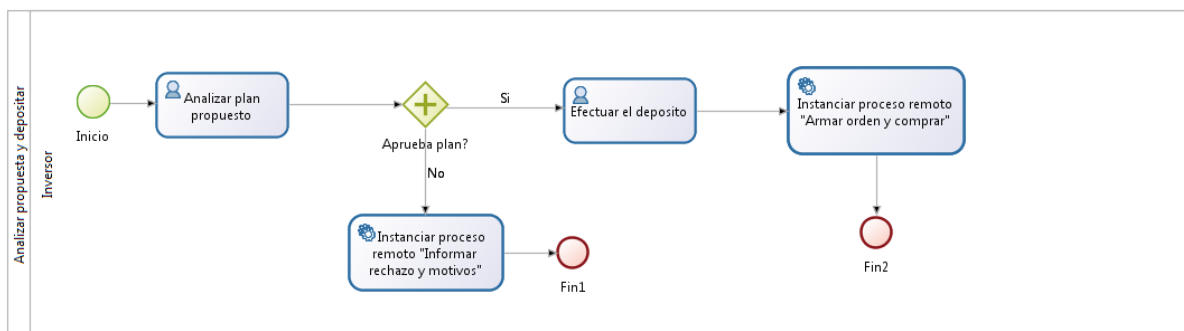 Analizar propuesta y depositar
Inversor
Inicio
Analizar plan
propuesto
Aprueba plan?
Si
No
Efectuar el deposito
Instanciar proceso remoto
"Armar orden y comprar"
Instanciar proceso
remoto "Informar
rechazo y motivos"
Fin1
Fin2